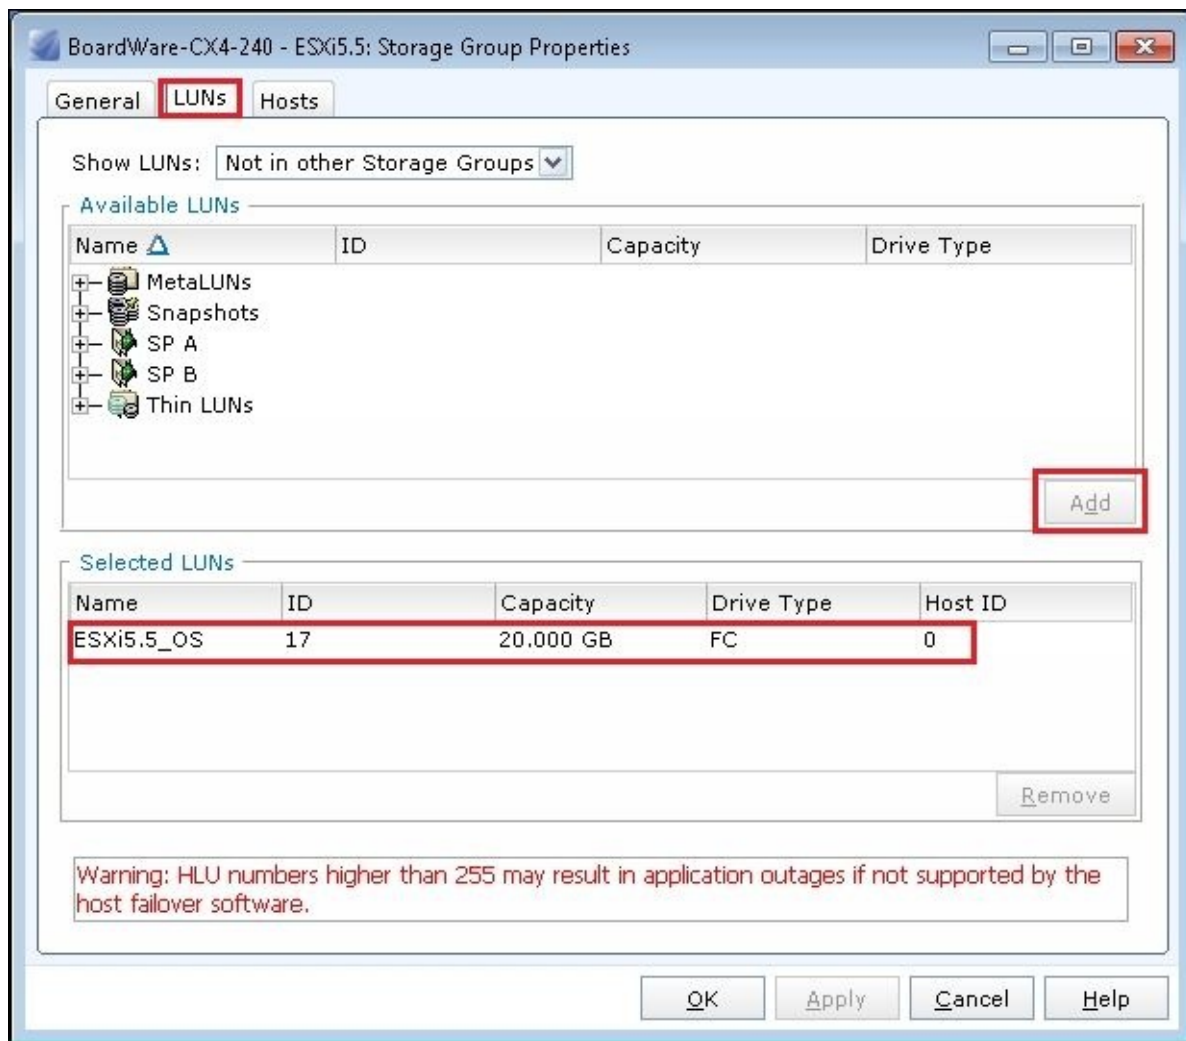 BoardWare-CX4-240 - ESXi5.5: Storage Group Properties
General LUNs Hosts
Show LUNs: Not in other Storage Groups
Available LUNs
Name ID Capacity Drive Type
MetaLUNs
Snapshots
SP A
SP B
Thin LUNs
Add
Selected LUNs
Name ID Capacity Drive Type Host ID
ESXi5.5_OS 17 20.000 GB FC 0
Remove
Warning: HLU numbers higher than 255 may result in application outages if not supported by the
host failover software.
OK Apply Cancel Help